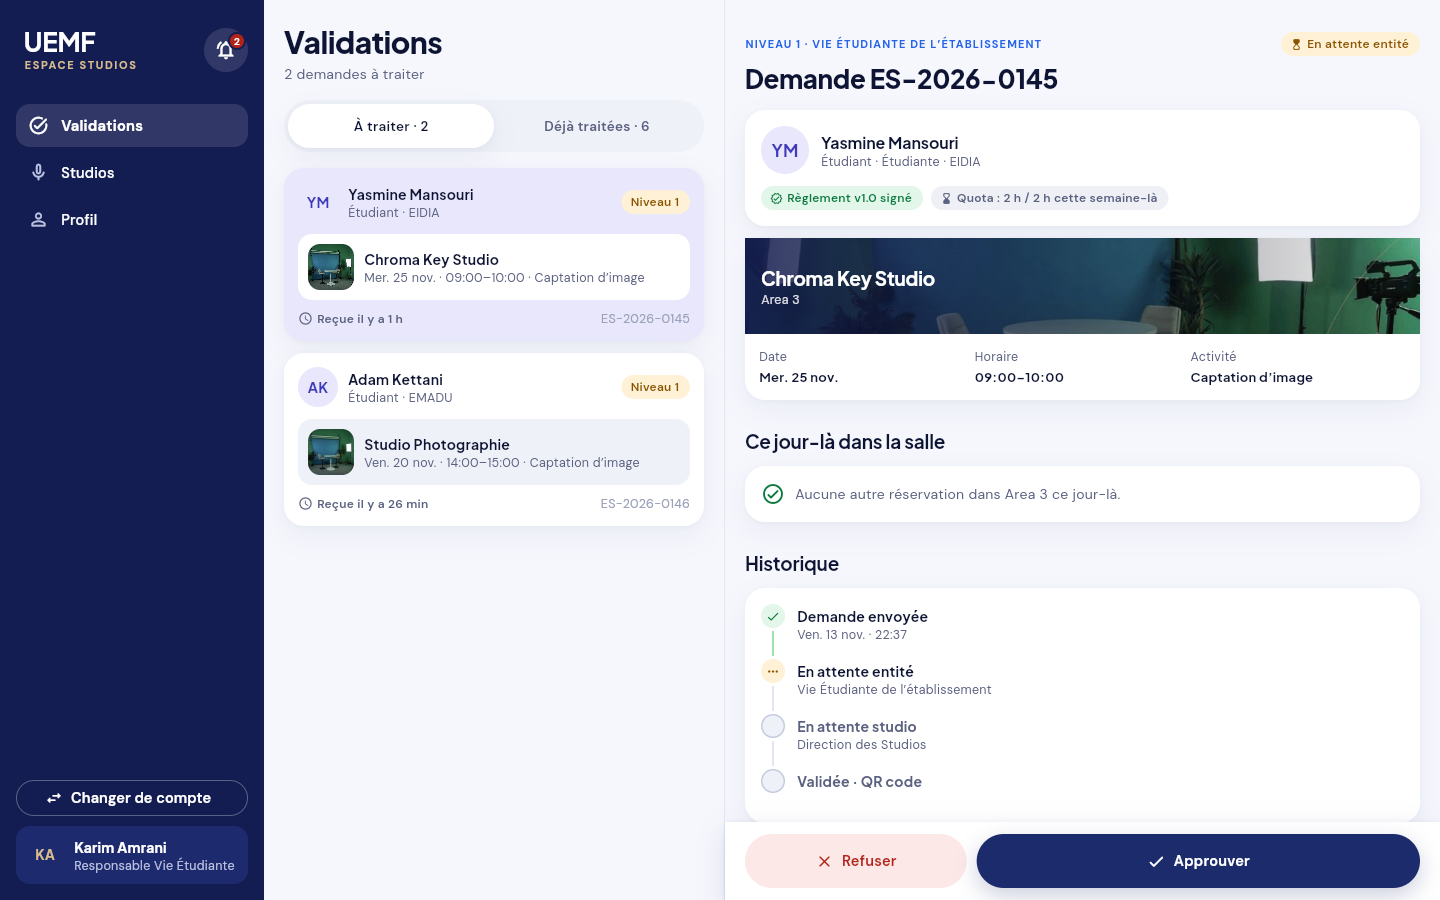 UEMF
ESPACE STUDIOS
2
Validations
Studios
Profil
Changer de compte
KA
Karim Amrani
Responsable Vie Étudiante
Validations
2 demandes à traiter
À traiter · 2
Déjà traitées · 6
YM
Yasmine Mansouri
Étudiant · EIDIA
Niveau 1
Chroma Key Studio
Mer. 25 nov. · 09:00–10:00 · Captation d’image
Reçue il y a 1 h
ES-2026-0145
AK
Adam Kettani
Étudiant · EMADU
Niveau 1
Studio Photographie
Ven. 20 nov. · 14:00–15:00 · Captation d’image
Reçue il y a 26 min
ES-2026-0146
NIVEAU 1 · VIE ÉTUDIANTE DE L’ÉTABLISSEMENT
En attente entité
Demande ES-2026-0145
YM
Yasmine Mansouri
Étudiant · Étudiante · EIDIA
Règlement v1.0 signé
Quota : 2 h / 2 h cette semaine-là
Chroma Key Studio
Area 3
Date
Mer. 25 nov.
Horaire
09:00–10:00
Activité
Captation d’image
Ce jour-là dans la salle
Aucune autre réservation dans Area 3 ce jour-là.
Historique
Demande envoyée
Ven. 13 nov. · 22:37
En attente entité
Vie Étudiante de l’établissement
En attente studio
Direction des Studios
Validée · QR code
Refuser
Approuver